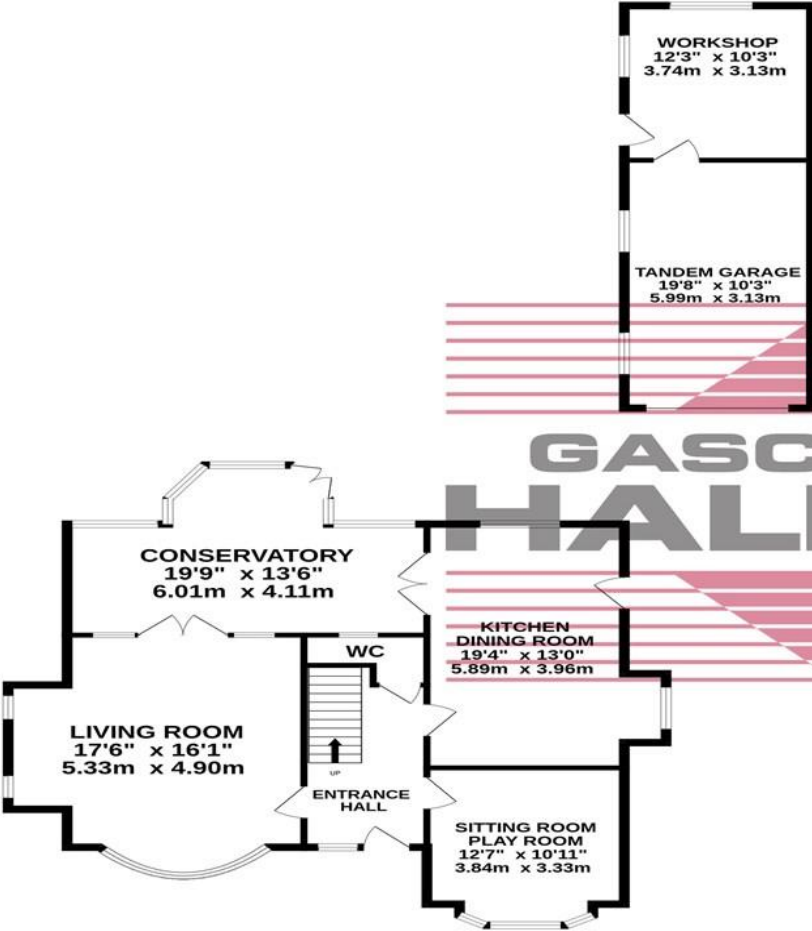 WORKSHOP
12'3" x 10'3"
3.74m x 3.13m
TANDEM GARAGE
19'8" x 10'3"
5.99m x 3.13m
GASC
HALL
CONSERVATORY
19'9" x 13'6"
6.01m x 4.11m
KITCHEN
DINING ROOM
19'4" x 13'0"
5.89m x 3.96m
WC
LIVING ROOM
17'6" x 16'1"
5.33m x 4.90m
UP
ENTRANCE
HALL
SITTING ROOM
PLAY ROOM
12'7" x 10'11"
3.84m x 3.33m